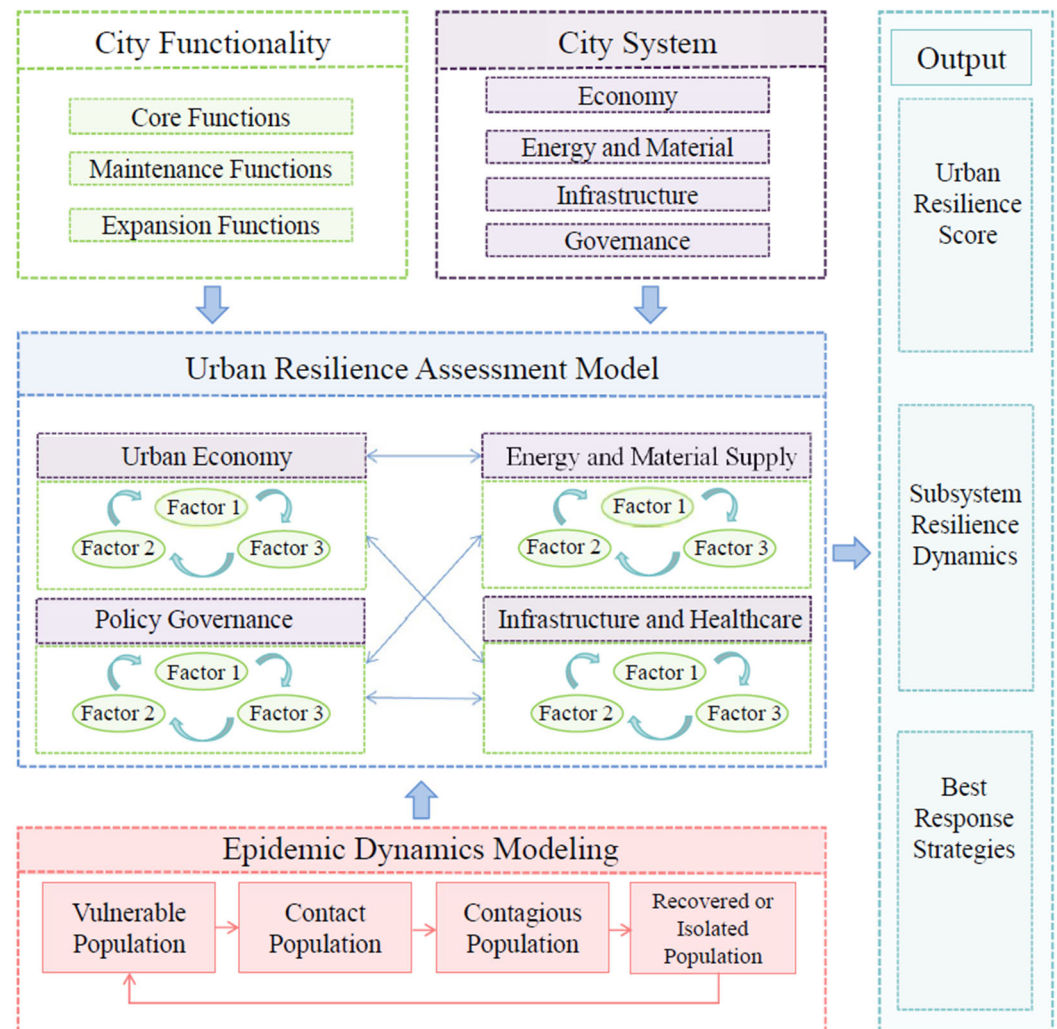 City Functionality
Core Functions
Maintenance Functions
Expansion Functions
City System
Economy
Energy and Material
Infrastructure
Governance
Urban Resilience Assessment Model
Urban Economy
Factor 1
Factor 2
Factor 3
Energy and Material Supply
Factor 1
Factor 2
Factor 3
Policy Governance
Factor 1
Factor 2
Factor 3
Infrastructure and Healthcare
Factor 1
Factor 2
Factor 3
Epidemic Dynamics Modeling
Vulnerable
Population
Contact
Population
Contagious
Population
Recovered or
Isolated
Population
Output
Urban
Resilience
Score
Subsystem
Resilience
Dynamics
Best
Response
Strategies